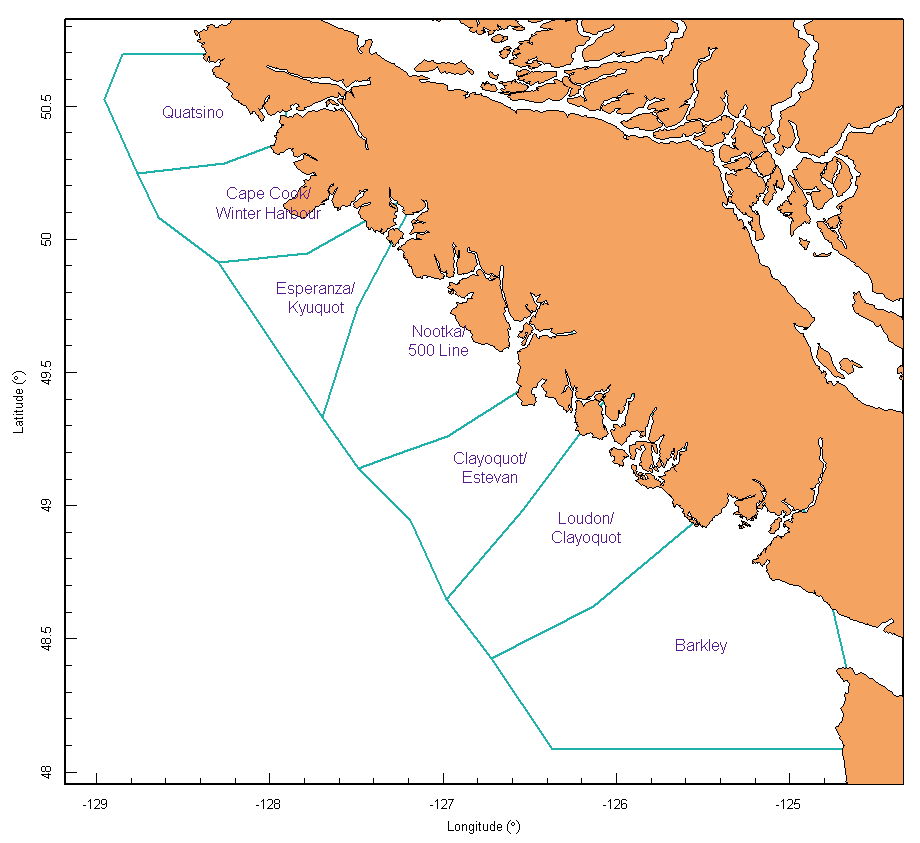 Quatsino
Cape Cook/
Winter Harbour
Esperanza/
Kyuquot
Nootka/
500 Line
Clayoquot/
Estevan
Loudon/
Clayoquot
Barkley
50.5
50
49.5
49
48.5
48
Latitude (°)
-129
-128
-127
-126
-125
Longitude (°)